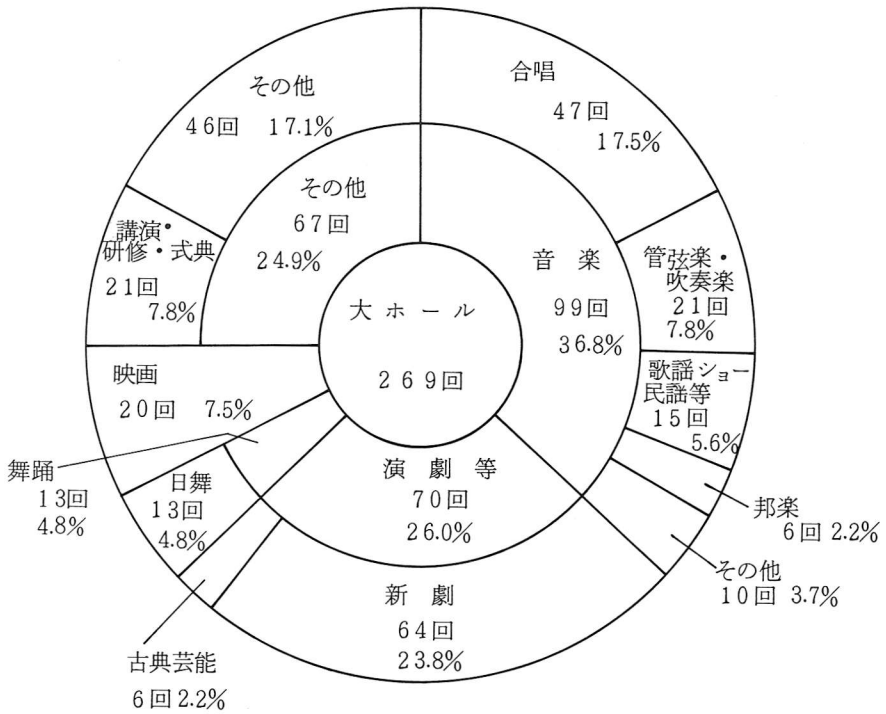 大ホール
269回
音楽
99回
36.8%
合唱
47回
17.5%
管弦楽・
吹奏楽
21回
7.8%
歌謡ショー
民謡等
15回
5.6%
邦楽
6回 2.2%
その他
10回 3.7%
演劇等
70回
26.0%
新劇
64回
23.8%
古典芸能
6回 2.2%
舞踊
13回
4.8%
日舞
13回
4.8%
映画
20回 7.5%
その他
67回
24.9%
講演・
研修・式典
21回
7.8%
その他
46回 17.1%